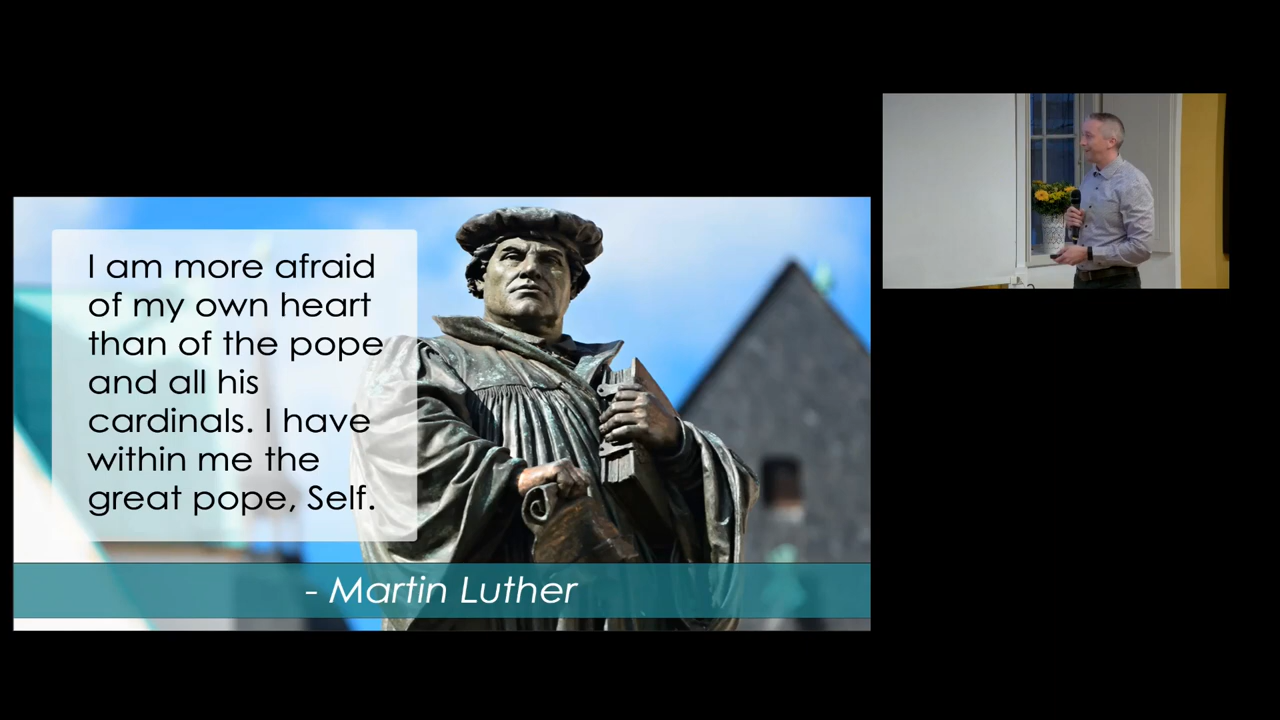 I am more afraid
of my own heart
than of the pope
and all his
cardinals. I have
within me the
great pope, Self.
- Martin Luther